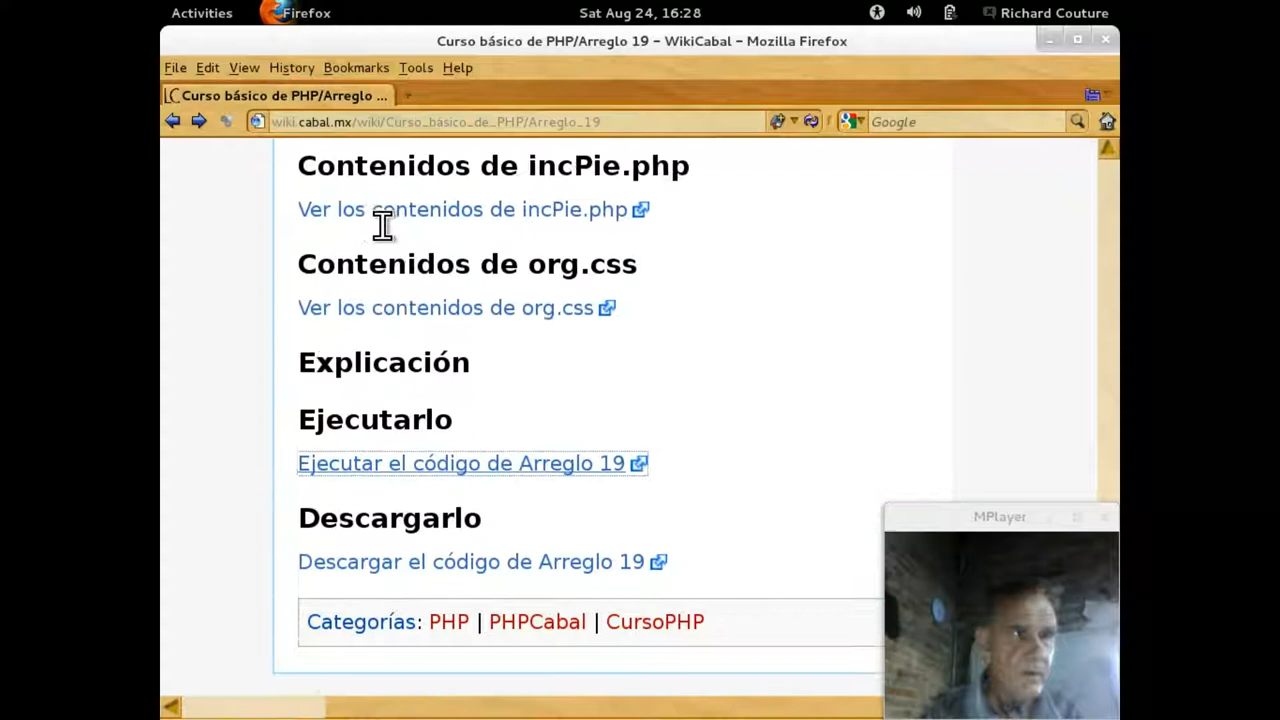 Activities Firefox Sat Aug 24, 16:28 Richard Couture
Curso básico de PHP/Arreglo 19 – WikiCabal – Mozilla Firefox
File Edit View History Bookmarks Tools Help
Curso básico de PHP/Arreglo ...
wiki.cabal.mx/wiki/Curso_basico_de_PHP/Arreglo_19 Google
Contenidos de incPie.php
Ver los contenidos de incPie.php
Contenidos de org.css
Ver los contenidos de org.css
Explicación
Ejecutarlo
Ejecutar el código de Arreglo 19
Descargarlo
MPlayer
Descargar el código de Arreglo 19
Categorías: PHP | PHPCabal | CursoPHP